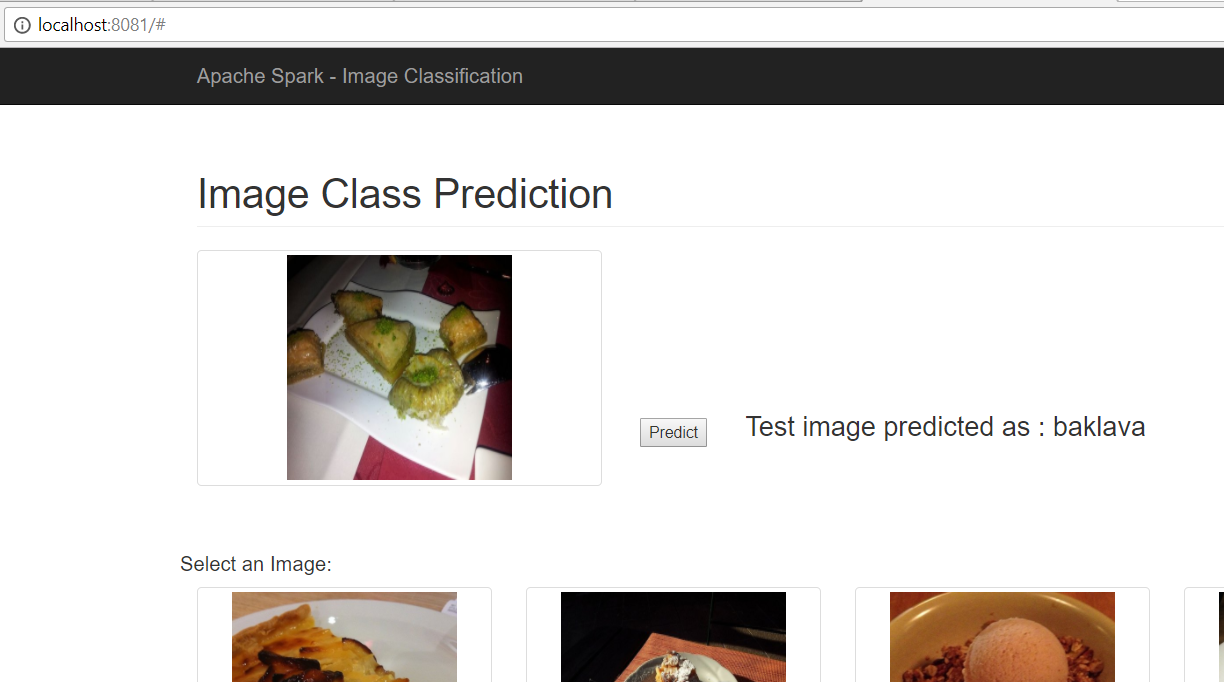 localhost:8081/#
Apache Spark - Image Classification
Image Class Prediction
Predict
Test image predicted as : baklava
Select an Image: